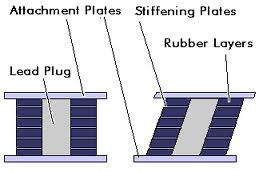 Attachment Plates
Stiffening Plates
Rubber Layers
Lead Plug